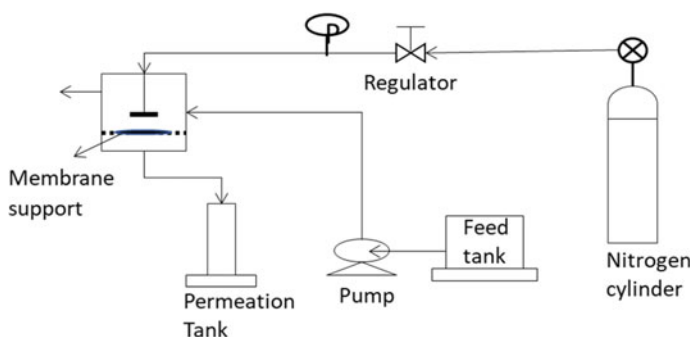 P
Regulator
Membrane
support
Feed
tank
Permeation
Tank
Pump
Nitrogen
cylinder